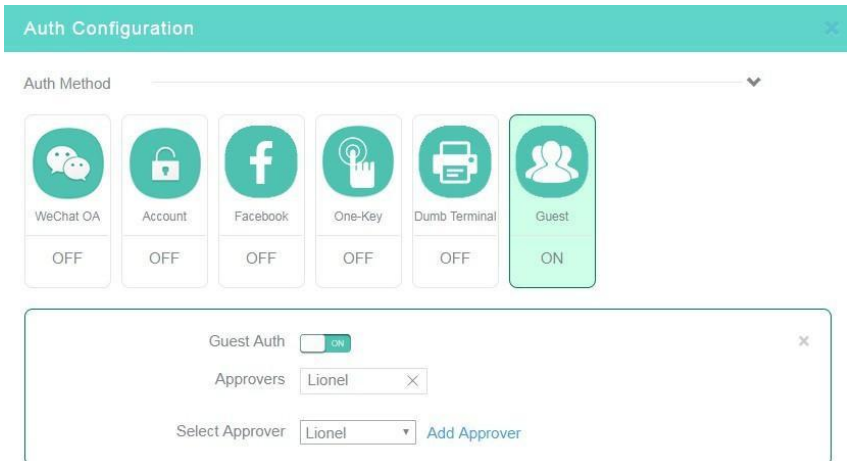 Auth Configuration
Auth Method
WeChat OA Account Facebook One-Key Dumb Terminal Guest
OFF OFF OFF OFF OFF ON
Guest Auth ON
Approvers Lionel
Select Approver Lionel Add Approver